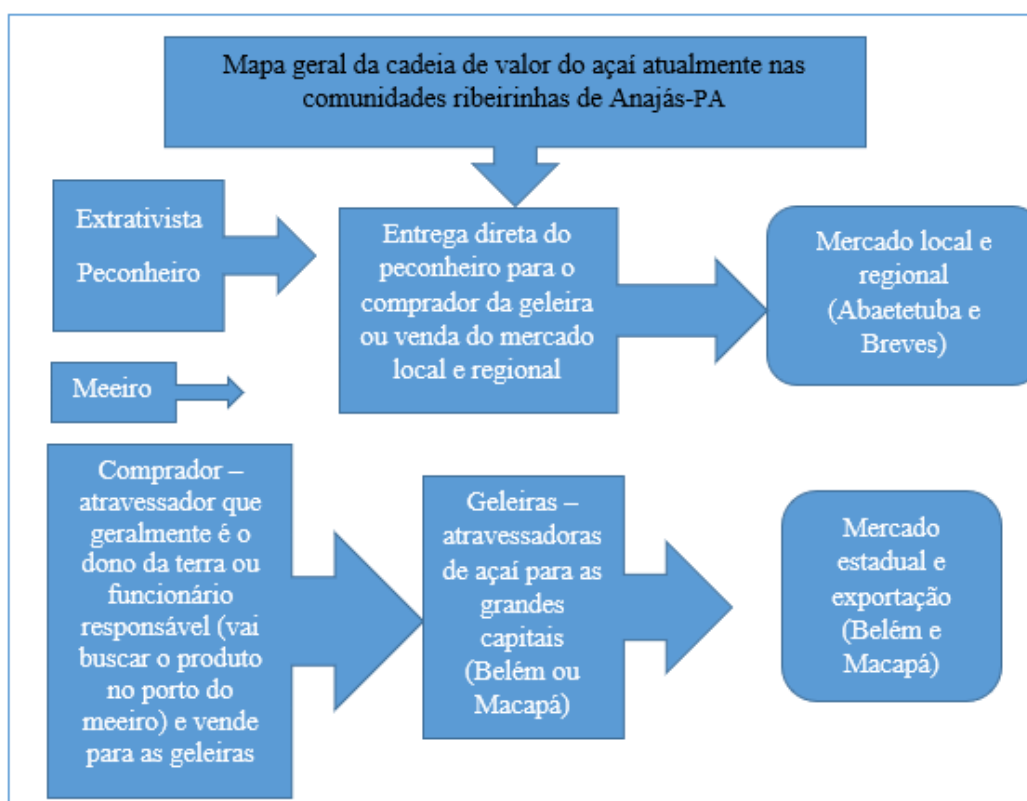 Mapa geral da cadeia de valor do açaí atualmente nas
comunidades ribeirinhas de Anajás-PA
Extrativista
Peconheiro
Entrega direta do
peconheiro para o
comprador da geleira
ou venda do mercado
local e regional
Mercado local e
regional
(Abaetetuba e
Breves)
Meeiro
Comprador –
atravessador que
geralmente é o
dono da terra ou
funcionário
responsável (vai
buscar o produto
no porto do
meeiro) e vende
para as geleiras
Geleiras –
atravessadoras
de açaí para as
grandes
capitais
(Belém ou
Macapá)
Mercado
estadual e
exportação
(Belém e
Macapá)